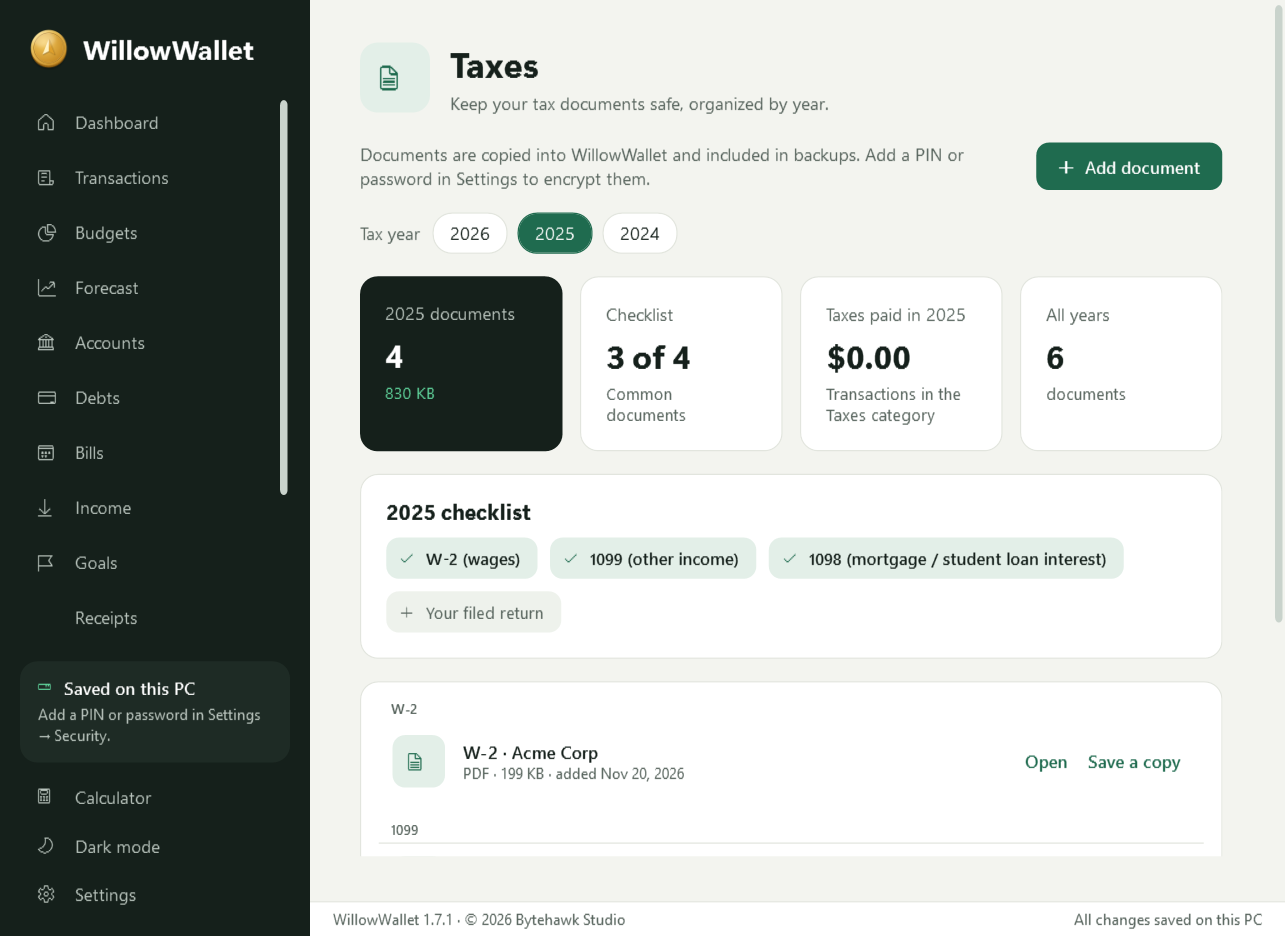 WillowWallet
Dashboard
Transactions
Budgets
Forecast
Accounts
Debts
Bills
Income
Goals
Receipts
Saved on this PC
Add a PIN or password in Settings
→ Security.
Calculator
Dark mode
Settings
Taxes
Keep your tax documents safe, organized by year.
Documents are copied into WillowWallet and included in backups. Add a PIN or
password in Settings to encrypt them.
+ Add document
Tax year 2026 2025 2024
2025 documents
4
830 KB
Checklist
3 of 4
Common
documents
Taxes paid in 2025
$0.00
Transactions in the
Taxes category
All years
6
documents
2025 checklist
✓ W-2 (wages) ✓ 1099 (other income) ✓ 1098 (mortgage / student loan interest)
+ Your filed return
W-2
W-2 · Acme Corp
PDF · 199 KB · added Nov 20, 2026
Open Save a copy
1099
WillowWallet 1.7.1 · © 2026 Bytehawk Studio
All changes saved on this PC